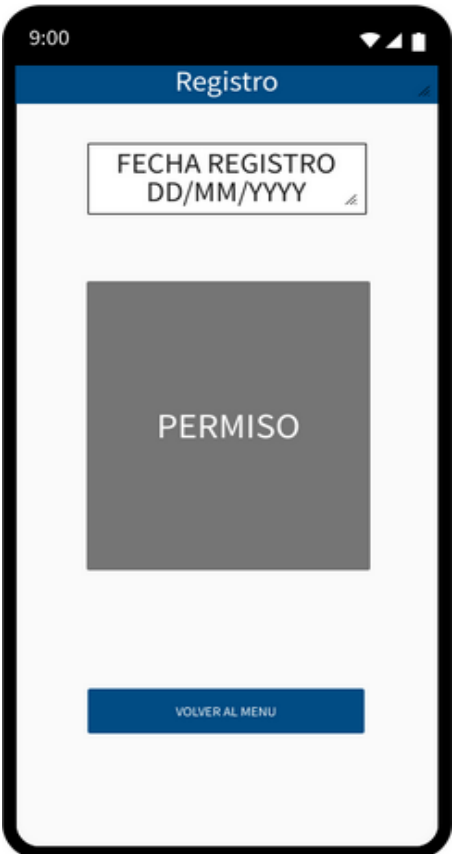 9:00
Registro
FECHA REGISTRO
DD/MM/YYYY
PERMISO
VOLVER AL MENU